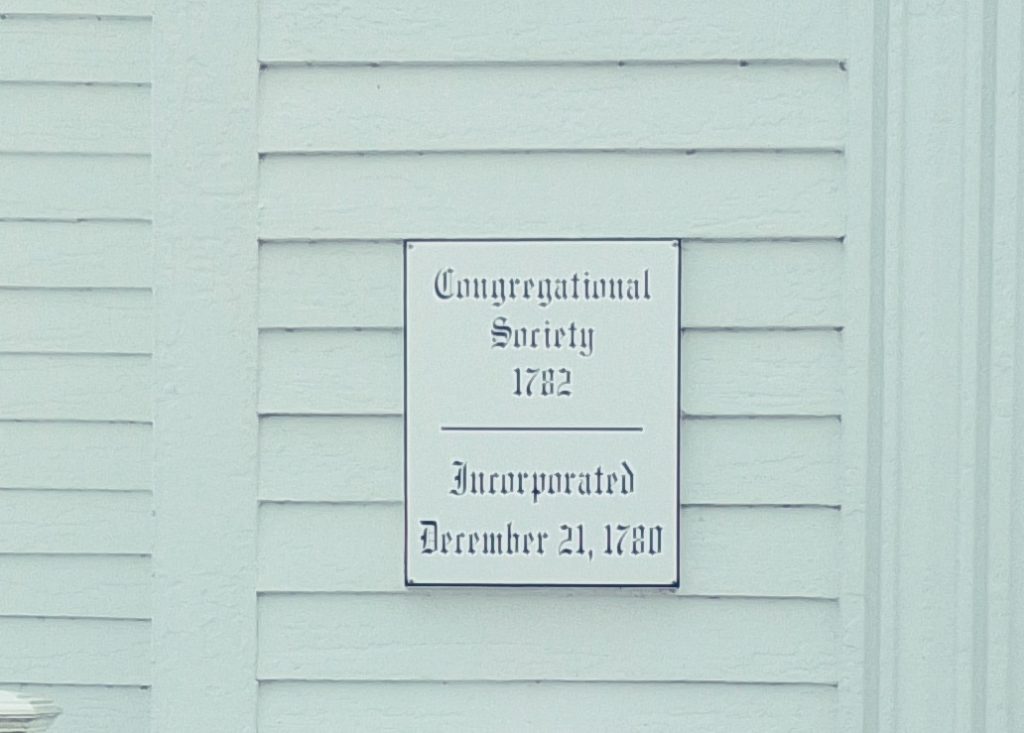 Congregational
Society
1782
Incorporated
December 21, 1780